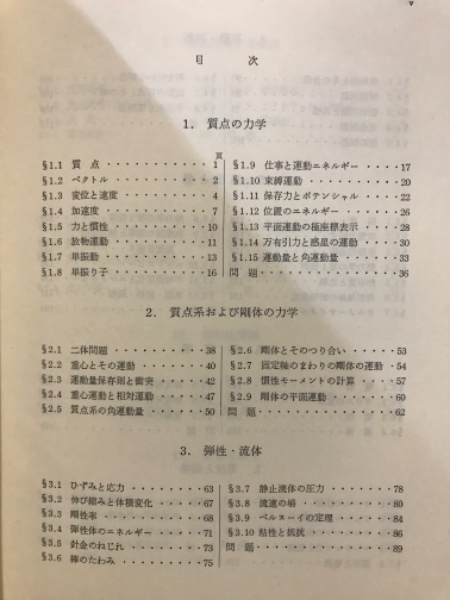 v
目 次
1. 質点の力学
頁
§1.1 質 点 ・・・・・・・・・・・ 1
§1.2 ベクトル ・・・・・・・・・・ 2
§1.3 変位と速度 ・・・・・・・・・ 4
§1.4 加速度 ・・・・・・・・・・・ 7
§1.5 力と慣性 ・・・・・・・・・・ 10
§1.6 放物運動 ・・・・・・・・・・ 11
§1.7 単振動 ・・・・・・・・・・・ 13
§1.8 単振り子 ・・・・・・・・・・ 16
§1.9 仕事と運動エネルギー ・・・・17
§1.10 束縛運動 ・・・・・・・・・20
§1.11 保存力とポテンシャル ・・・・22
§1.12 位置のエネルギー ・・・・・・26
§1.13 平面運動の極座標表示 ・・・・28
§1.14 万有引力と惑星の運動 ・・・・30
§1.15 運動量と角運動量 ・・・・・・33
問 題 ・・・・・・・・・・・・・36
2. 質点系および剛体の力学
§2.1 二体問題 ・・・・・・・・・・38
§2.2 重心とその運動 ・・・・・・・40
§2.3 運動量保存則と衝突 ・・・・・42
§2.4 重心運動と相対運動 ・・・・・47
§2.5 質点系の角運動量 ・・・・・・50
§2.6 剛体とそのつり合い ・・・・・53
§2.7 固定軸のまわりの剛体の運動 ・54
§2.8 慣性モーメントの計算 ・・・・57
§2.9 剛体の平面運動 ・・・・・・・60
問 題 ・・・・・・・・・・・・・62
3. 弾性・流体
§3.1 ひずみと応力 ・・・・・・・・63
§3.2 伸び縮みと体積変化 ・・・・・67
§3.3 剛性率 ・・・・・・・・・・・68
§3.4 弾性体のエネルギー ・・・・・71
§3.5 針金のねじれ ・・・・・・・・73
§3.6 棒のたわみ ・・・・・・・・・75
§3.7 静止流体の圧力 ・・・・・・・78
§3.8 流速の場 ・・・・・・・・・・80
§3.9 ベルヌーイの定理 ・・・・・・84
§3.10 粘性と抵抗 ・・・・・・・・86
問 題 ・・・・・・・・・・・・・89